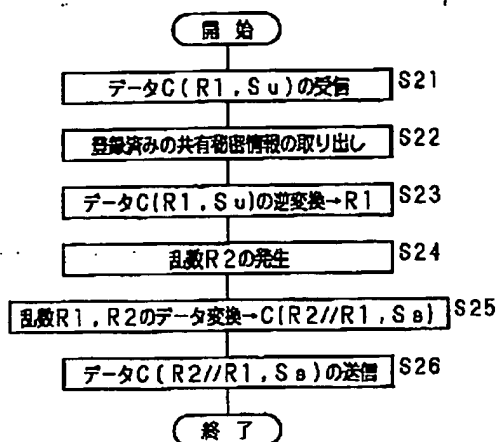 開 始
データC(R1,Su)の受信 S21
登録済みの共有秘密情報の取り出し S22
データC(R1,Su)の逆変換→R1 S23
乱数R2の発生 S24
乱数R1,R2のデータ変換→C(R2//R1,Ss) S25
データC(R2//R1,Ss)の送信 S26
終 了